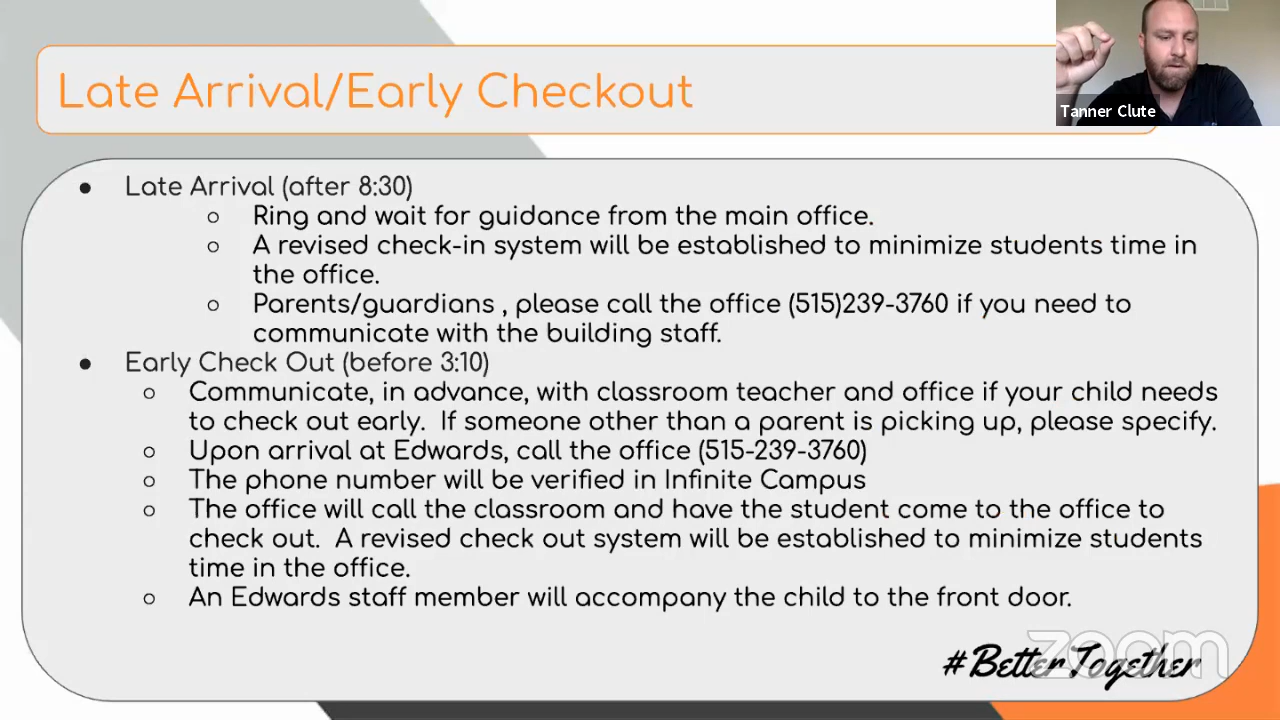 Late Arrival/Early Checkout
Tanner Clute
● Late Arrival (after 8:30)
○ Ring and wait for guidance from the main office.
○ A revised check-in system will be established to minimize students time in
the office.
○ Parents/guardians , please call the office (515)239-3760 if you need to
communicate with the building staff.
● Early Check Out (before 3:10)
○ Communicate, in advance, with classroom teacher and office if your child needs
to check out early.  If someone other than a parent is picking up, please specify.
○ Upon arrival at Edwards, call the office (515-239-3760)
○ The phone number will be verified in Infinite Campus
○ The office will call the classroom and have the student come to the office to
check out.  A revised check out system will be established to minimize students
time in the office.
○ An Edwards staff member will accompany the child to the front door.
#BetterTogether
zoom